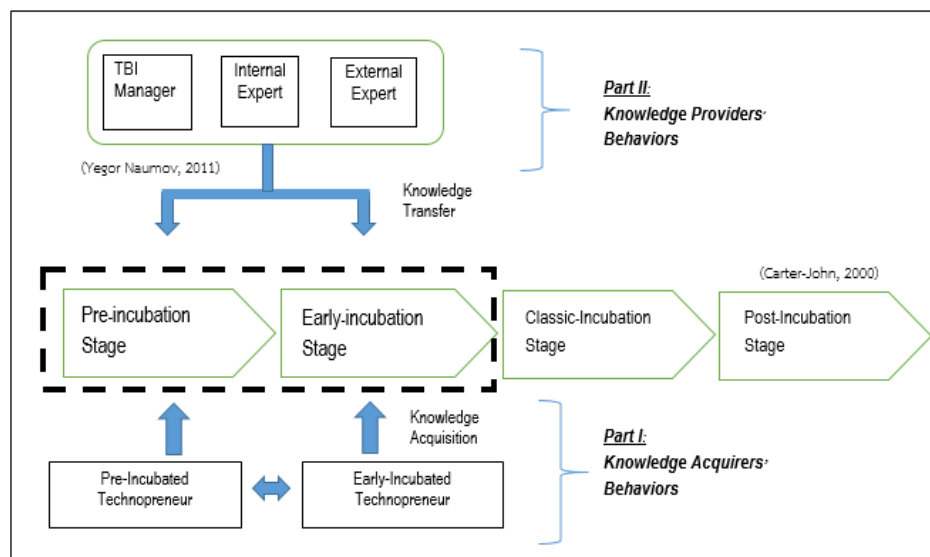 TBI
Manager
Internal
Expert
External
Expert
Part II:
Knowledge Providers'
Behaviors
(Yegor Naumov, 2011)
Knowledge
Transfer
(Carter-John, 2000)
Pre-incubation
Stage
Early-incubation
Stage
Classic-Incubation
Stage
Post-Incubation
Stage
Knowledge
Acquisition
Part I:
Knowledge Acquirers'
Behaviors
Pre-Incubated
Technopreneur
Early-Incubated
Technopreneur